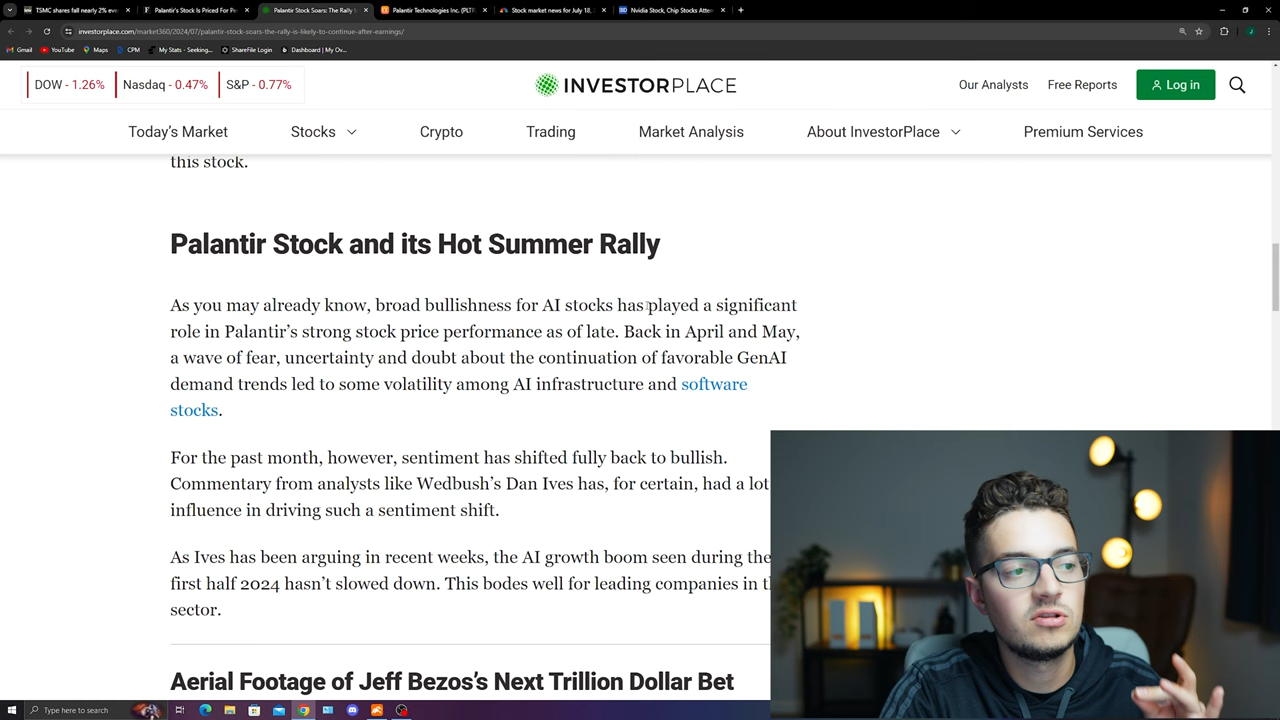 TSMC shares fall nearly 2% eve
Palantir's Stock Is Priced For Pe
Palantir Stock Soars: The Rally I
Palantir Technologies Inc. (PLTR
Stock market news for July 18,
Nvidia Stock, Chip Stocks Atte
investorplace.com/market360/2024/07/palantir-stock-soars-the-rally-is-likely-to-continue-after-earnings/
Gmail YouTube Maps CPM My Stats - Seeking... ShareFile Login Dashboard | My Ov...
DOW - 1.26% Nasdaq - 0.47% S&P - 0.77% INVESTORPLACE Our Analysts Free Reports Log in
Today's Market Stocks Crypto Trading Market Analysis About InvestorPlace Premium Services
this stock.
Palantir Stock and its Hot Summer Rally
As you may already know, broad bullishness for AI stocks has played a significant
role in Palantir's strong stock price performance as of late. Back in April and May,
a wave of fear, uncertainty and doubt about the continuation of favorable GenAI
demand trends led to some volatility among AI infrastructure and software
stocks.
For the past month, however, sentiment has shifted fully back to bullish.
Commentary from analysts like Wedbush's Dan Ives has, for certain, had a lot
influence in driving such a sentiment shift.
As Ives has been arguing in recent weeks, the AI growth boom seen during the
first half 2024 hasn't slowed down. This bodes well for leading companies in
sector.
Aerial Footage of Jeff Bezos's Next Trillion Dollar Bet
Type here to search